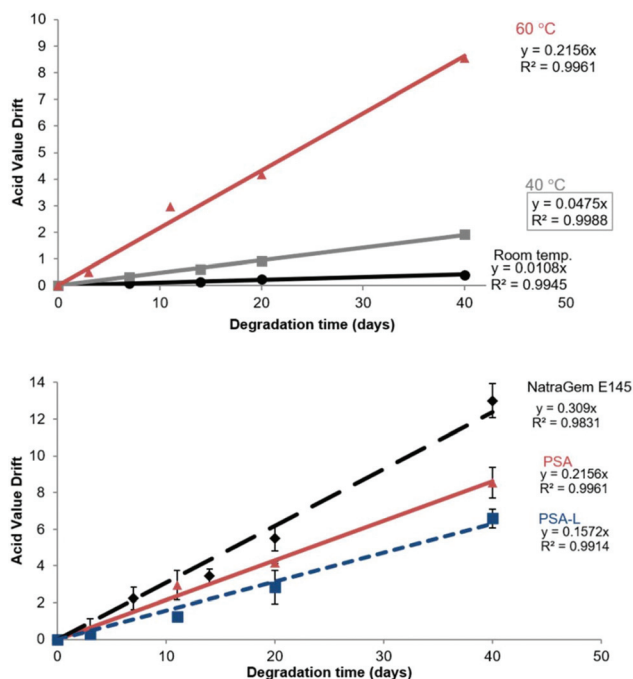 10
9
8
7
6
5
4
3
2
1
0
Acid Value Drift
60 °C
y = 0.2156x
R² = 0.9961
40 °C
y = 0.0475x
R² = 0.9988
Room temp.
y = 0.0108x
R² = 0.9945
0 10 20 30 40 50
Degradation time (days)
14
12
10
8
6
4
2
0
Acid Value Drift
NatraGem E145
y = 0.309x
R² = 0.9831
PSA
y = 0.2156x
R² = 0.9961
PSA-L
y = 0.1572x
R² = 0.9914
0 10 20 30 40 50
Degradation time (days)